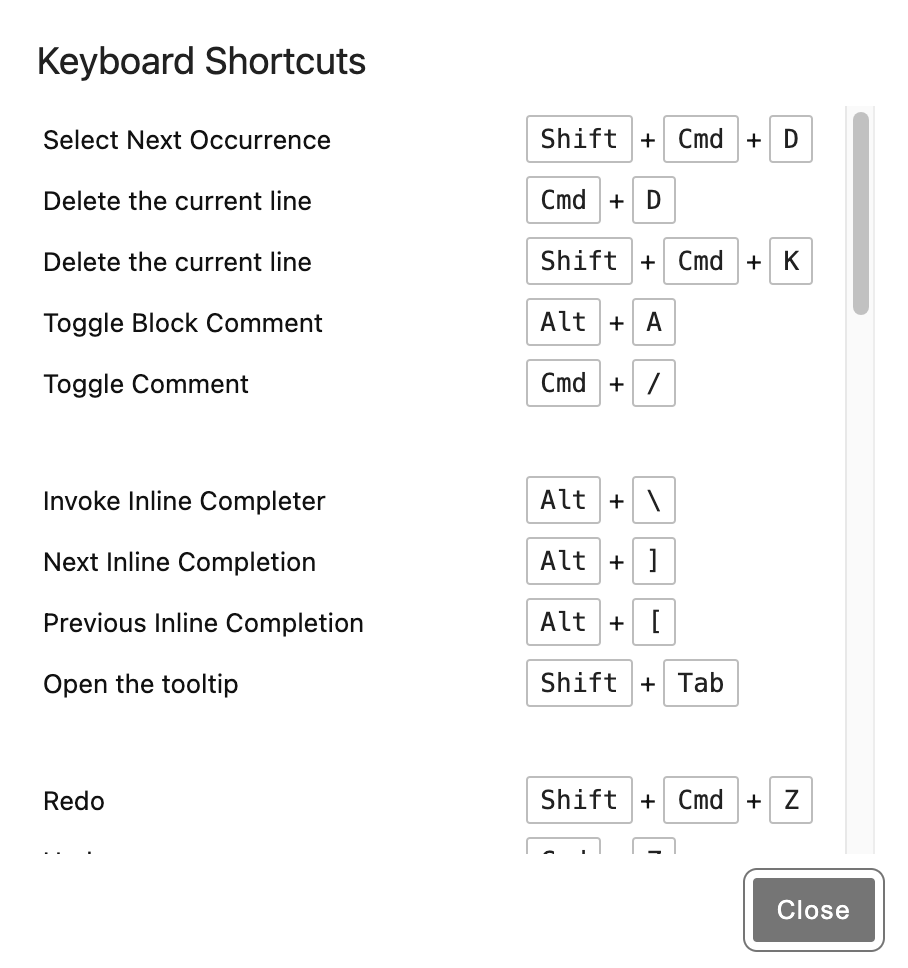 Keyboard Shortcuts
Select Next Occurrence Shift + Cmd + D
Delete the current line Cmd + D
Delete the current line Shift + Cmd + K
Toggle Block Comment Alt + A
Toggle Comment Cmd + /
Invoke Inline Completer Alt + \
Next Inline Completion Alt + ]
Previous Inline Completion Alt + [
Open the tooltip Shift + Tab
Redo Shift + Cmd + Z
Close